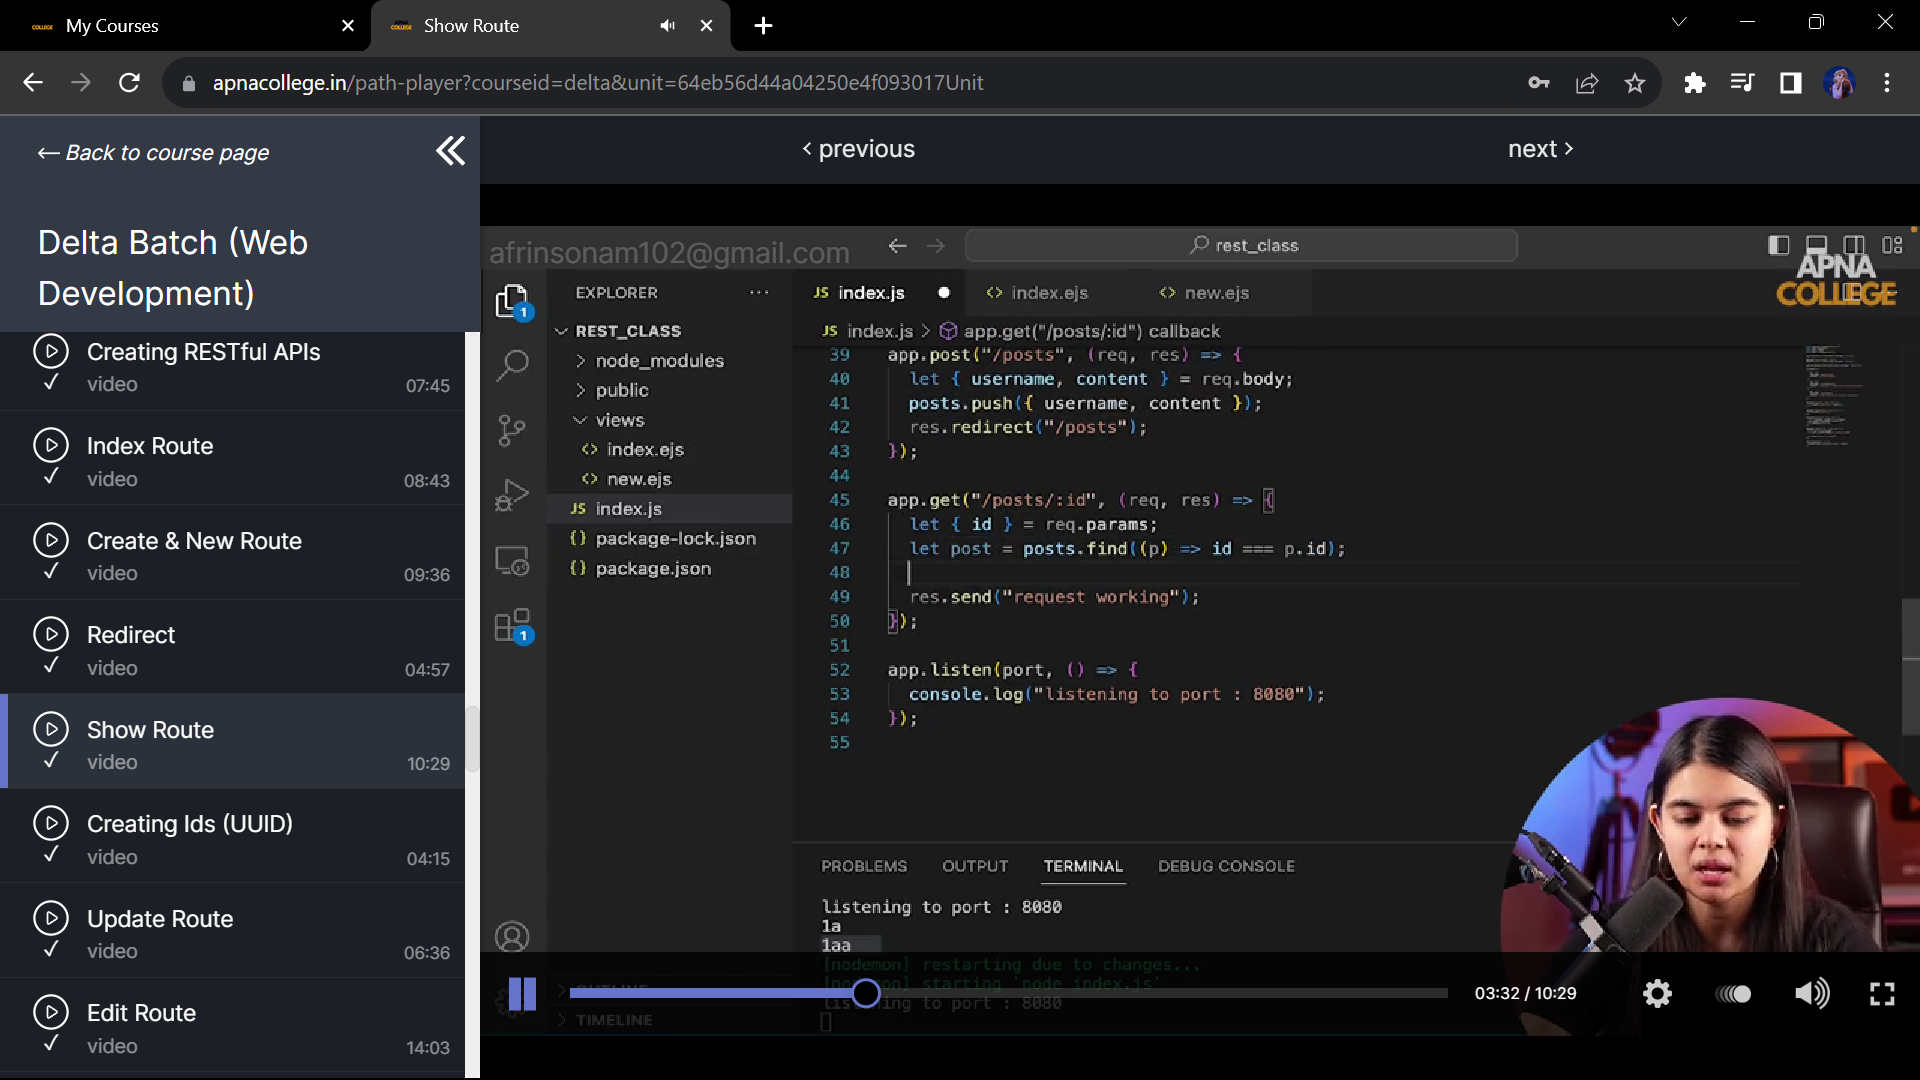 My Courses
Show Route
apnacollege.in/path-player?courseid=delta&unit=64eb56d44a04250e4f093017Unit
← Back to course page
‹ previous
next ›
Delta Batch (Web
Development)
Creating RESTful APIs
video 07:45
Index Route
video 08:43
Create & New Route
video 09:36
Redirect
video 04:57
Show Route
video 10:29
Creating Ids (UUID)
video 04:15
Update Route
video 06:36
Edit Route
video 14:03
afrinsonam102@gmail.com
rest_class
APNA
COLLEGE
EXPLORER ...
REST_CLASS
> node_modules
> public
views
<> index.ejs
<> new.ejs
JS index.js
{} package-lock.json
{} package.json
OUTLINE
> TIMELINE
1
1
JS index.js
<> index.ejs
<> new.ejs
JS index.js > app.get("/posts/:id") callback
39 app.post("/posts", (req, res) => {
40 let { username, content } = req.body;
41 posts.push({ username, content });
42 res.redirect("/posts");
43 });
44
45 app.get("/posts/:id", (req, res) => {
46 let { id } = req.params;
47 let post = posts.find((p) => id === p.id);
48
49 res.send("request working");
50 });
51
52 app.listen(port, () => {
53 console.log("listening to port : 8080");
54 });
55
PROBLEMS OUTPUT TERMINAL DEBUG CONSOLE
listening to port : 8080
1a
1aa
[nodemon] restarting due to changes...
[nodemon] starting `node index.js`
listening to port : 8080
03:32 / 10:29